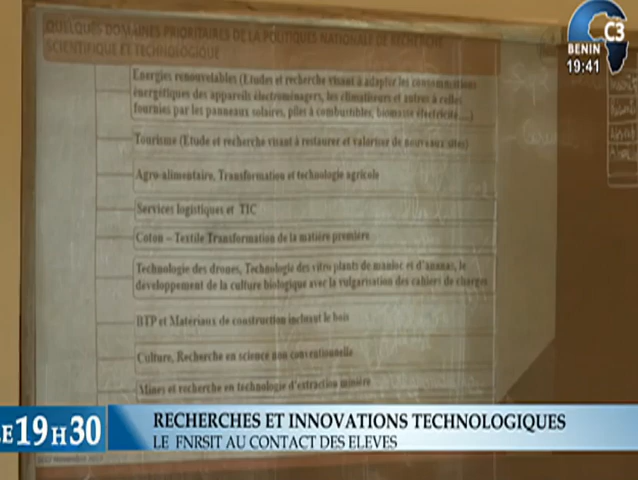 QUELQUES DOMAINES PRIORITAIRES DE LA POLITIQUES NATIONALE DE RECHERCHE
SCIENTIFIQUE ET TECHNOLOGIQUE
C3
BENIN
19:41
Energies renouvelables (Etudes et recherche visant à adapter les consommations
énergétiques des appareils électroménagers, les climatiseurs et autres à celles
fournies par les panneaux solaires, piles à combustibles, biomasse électricité ....)
Tourisme (Etude et recherche visant à restaurer et valoriser de nouveaux sites)
Agro-alimentaire, Transformation et technologie agricole
Services logistiques et TIC
Coton – Textile Transformation de la matière première
Technologie des drones, Technologie des vitro plants de manioc et d'ananas, le
développement de la culture biologique avec la vulgarisation des cahiers de charges
BTP et Materiaux de construction incluant le bois
Culture, Recherche en science non conventionnelle
Mines et recherche en technologie d'extraction minière
LE 19H30
RECHERCHES ET INNOVATIONS TECHNOLOGIQUES
LE FNRSIT AU CONTACT DES ELEVES